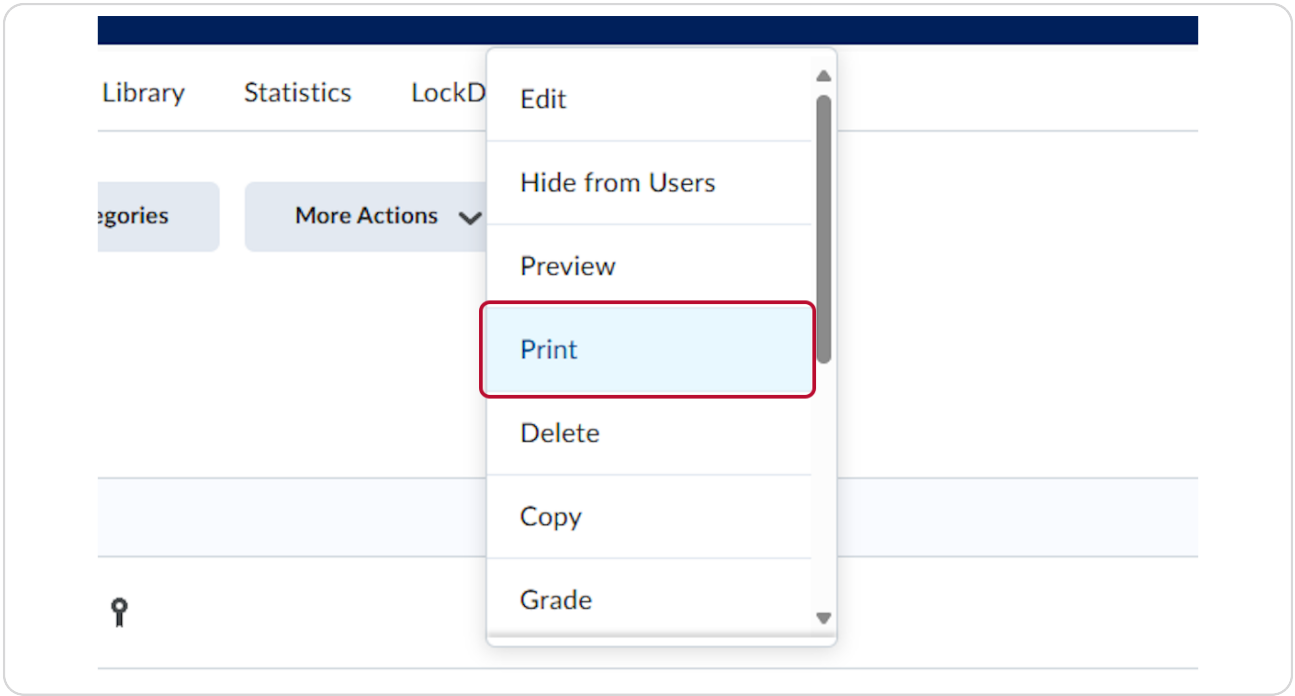 Library Statistics LockD
Edit
Hide from Users
egories More Actions
Preview
Print
Delete
Copy
Grade